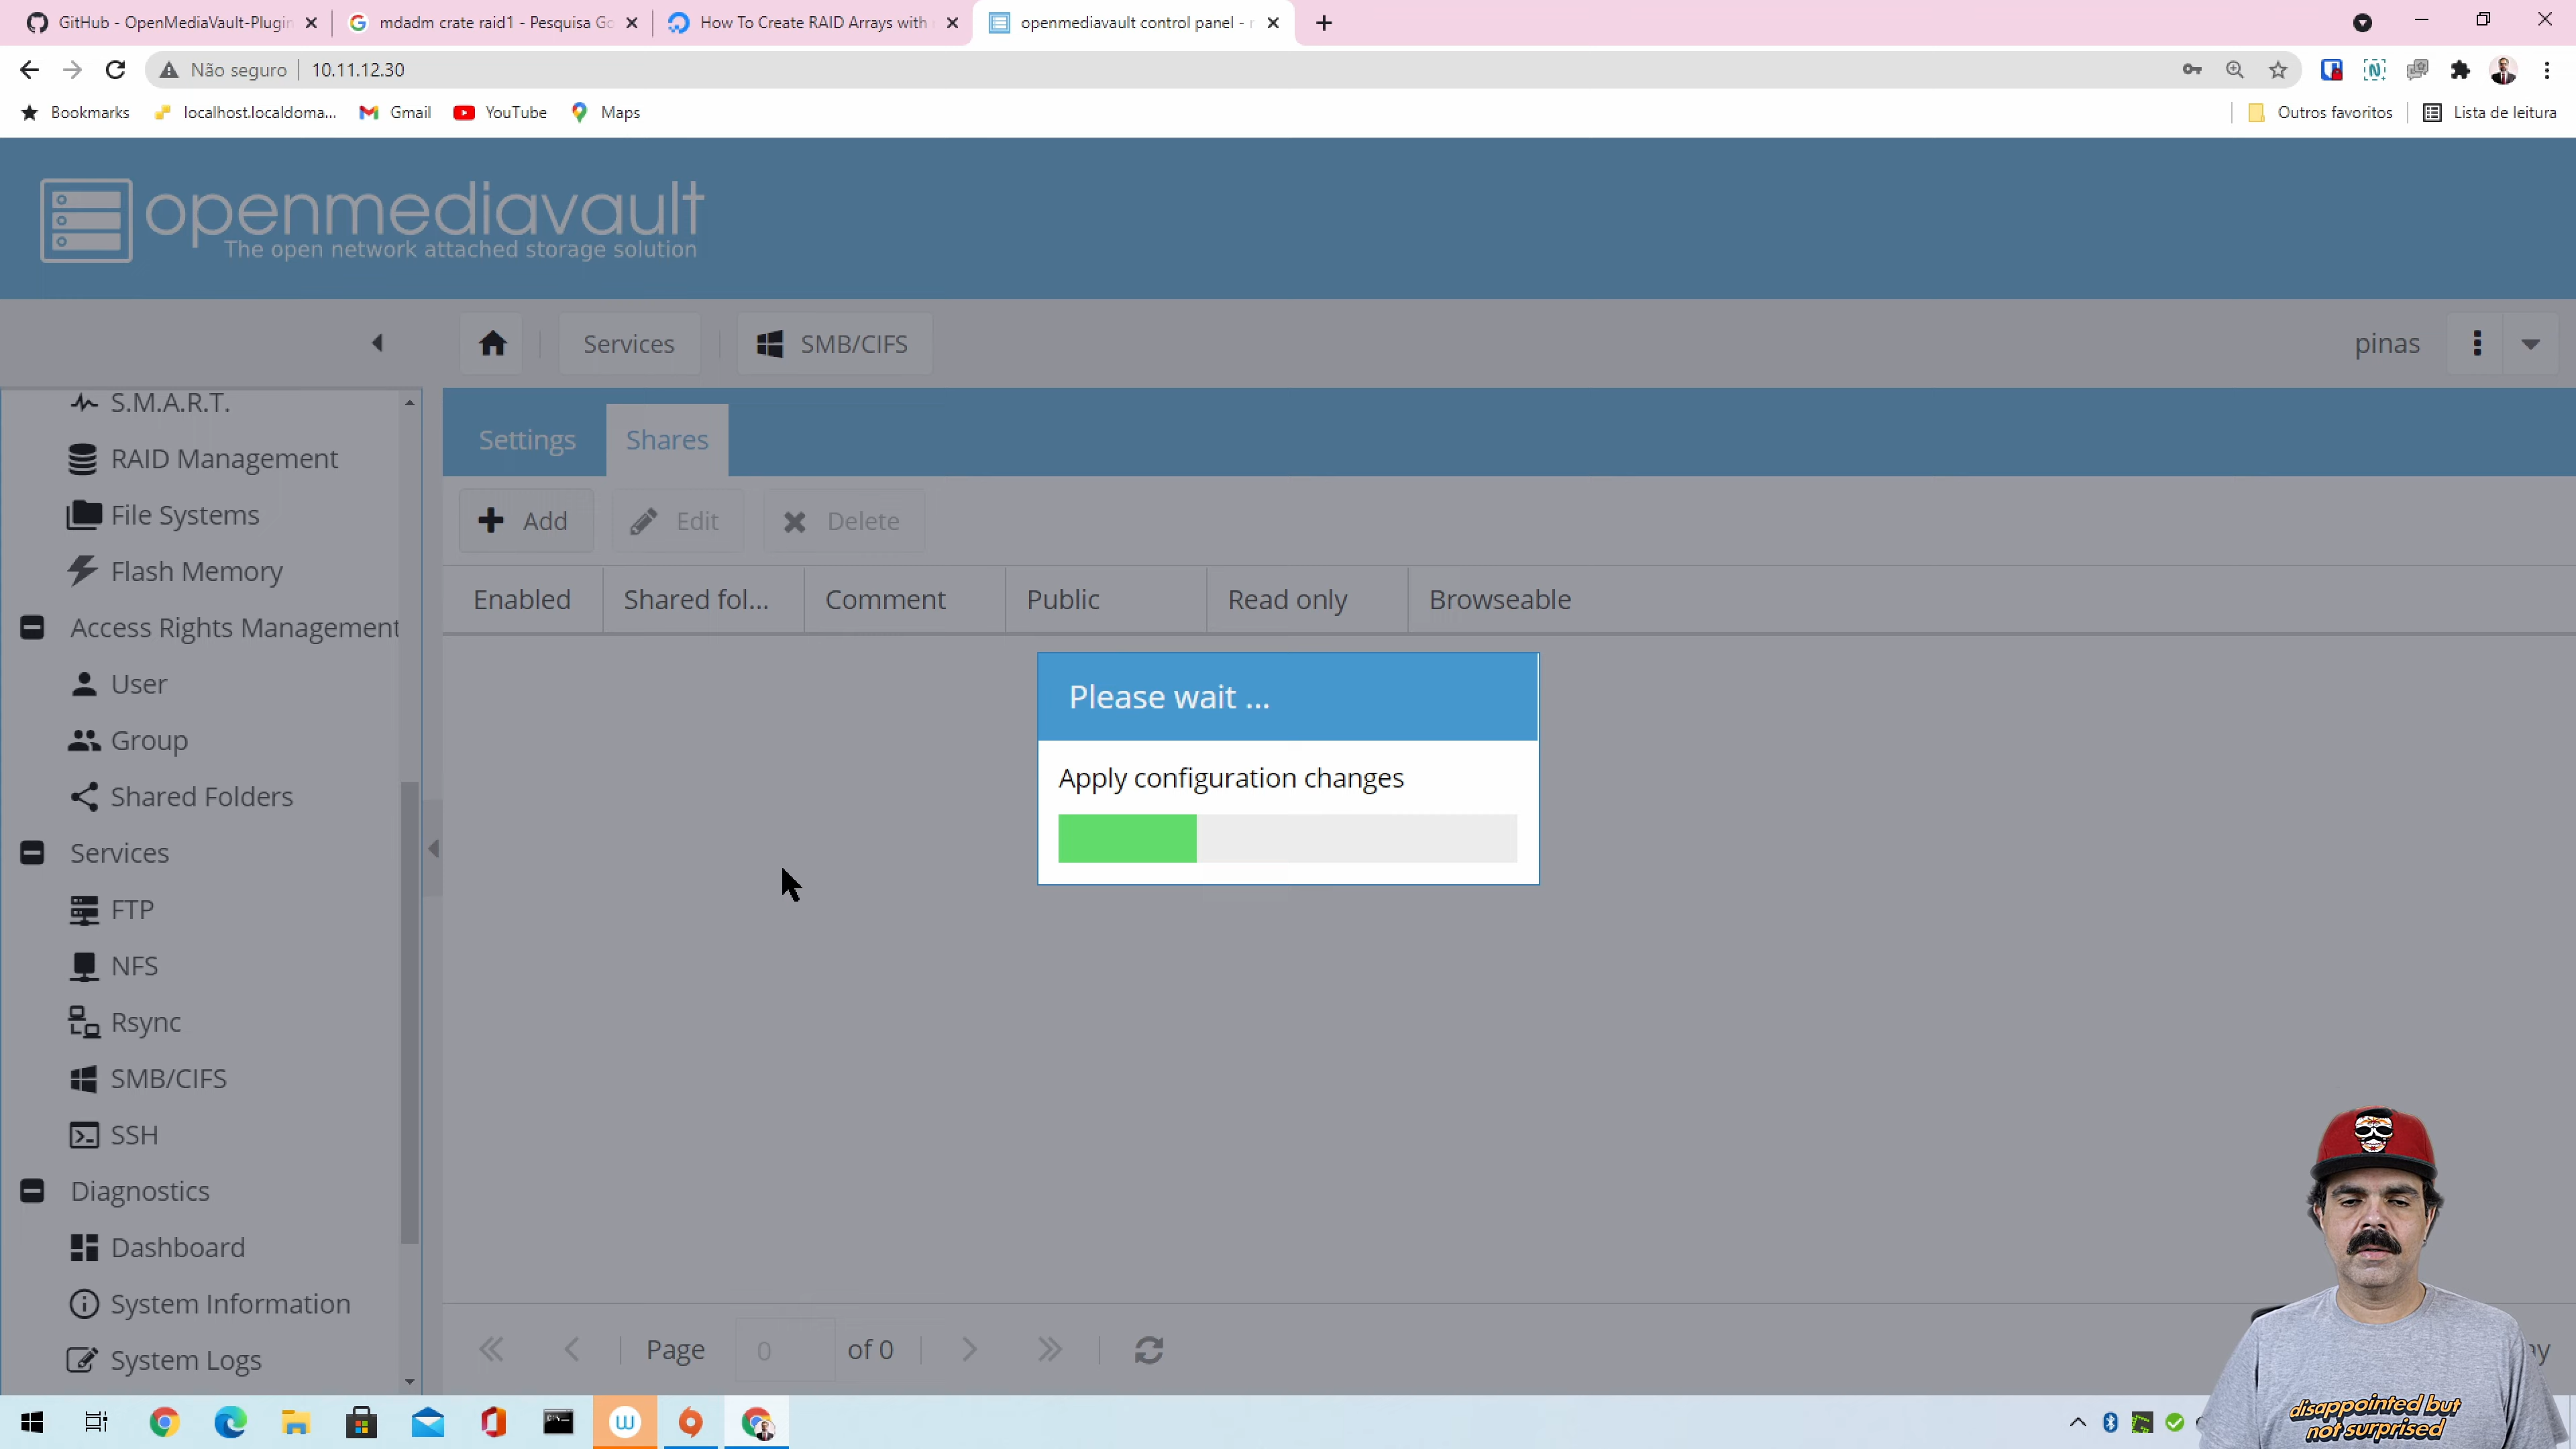 GitHub - OpenMediaVault-Plugin
mdadm crate raid1 - Pesquisa Go
How To Create RAID Arrays with
openmediavault control panel -
Não seguro
10.11.12.30
Bookmarks
localhost.localdoma...
Gmail
YouTube
Maps
Outros favoritos
Lista de leitura
openmediavault
The open network attached storage solution
Services
SMB/CIFS
pinas
S.M.A.R.T.
RAID Management
File Systems
Flash Memory
Access Rights Management
User
Group
Shared Folders
Services
FTP
NFS
Rsync
SMB/CIFS
SSH
Diagnostics
Dashboard
System Information
System Logs
Settings
Shares
Add
Edit
Delete
Enabled
Shared fol...
Comment
Public
Read only
Browseable
Please wait ...
Apply configuration changes
Page
0
of 0
disappointed but
not surprised